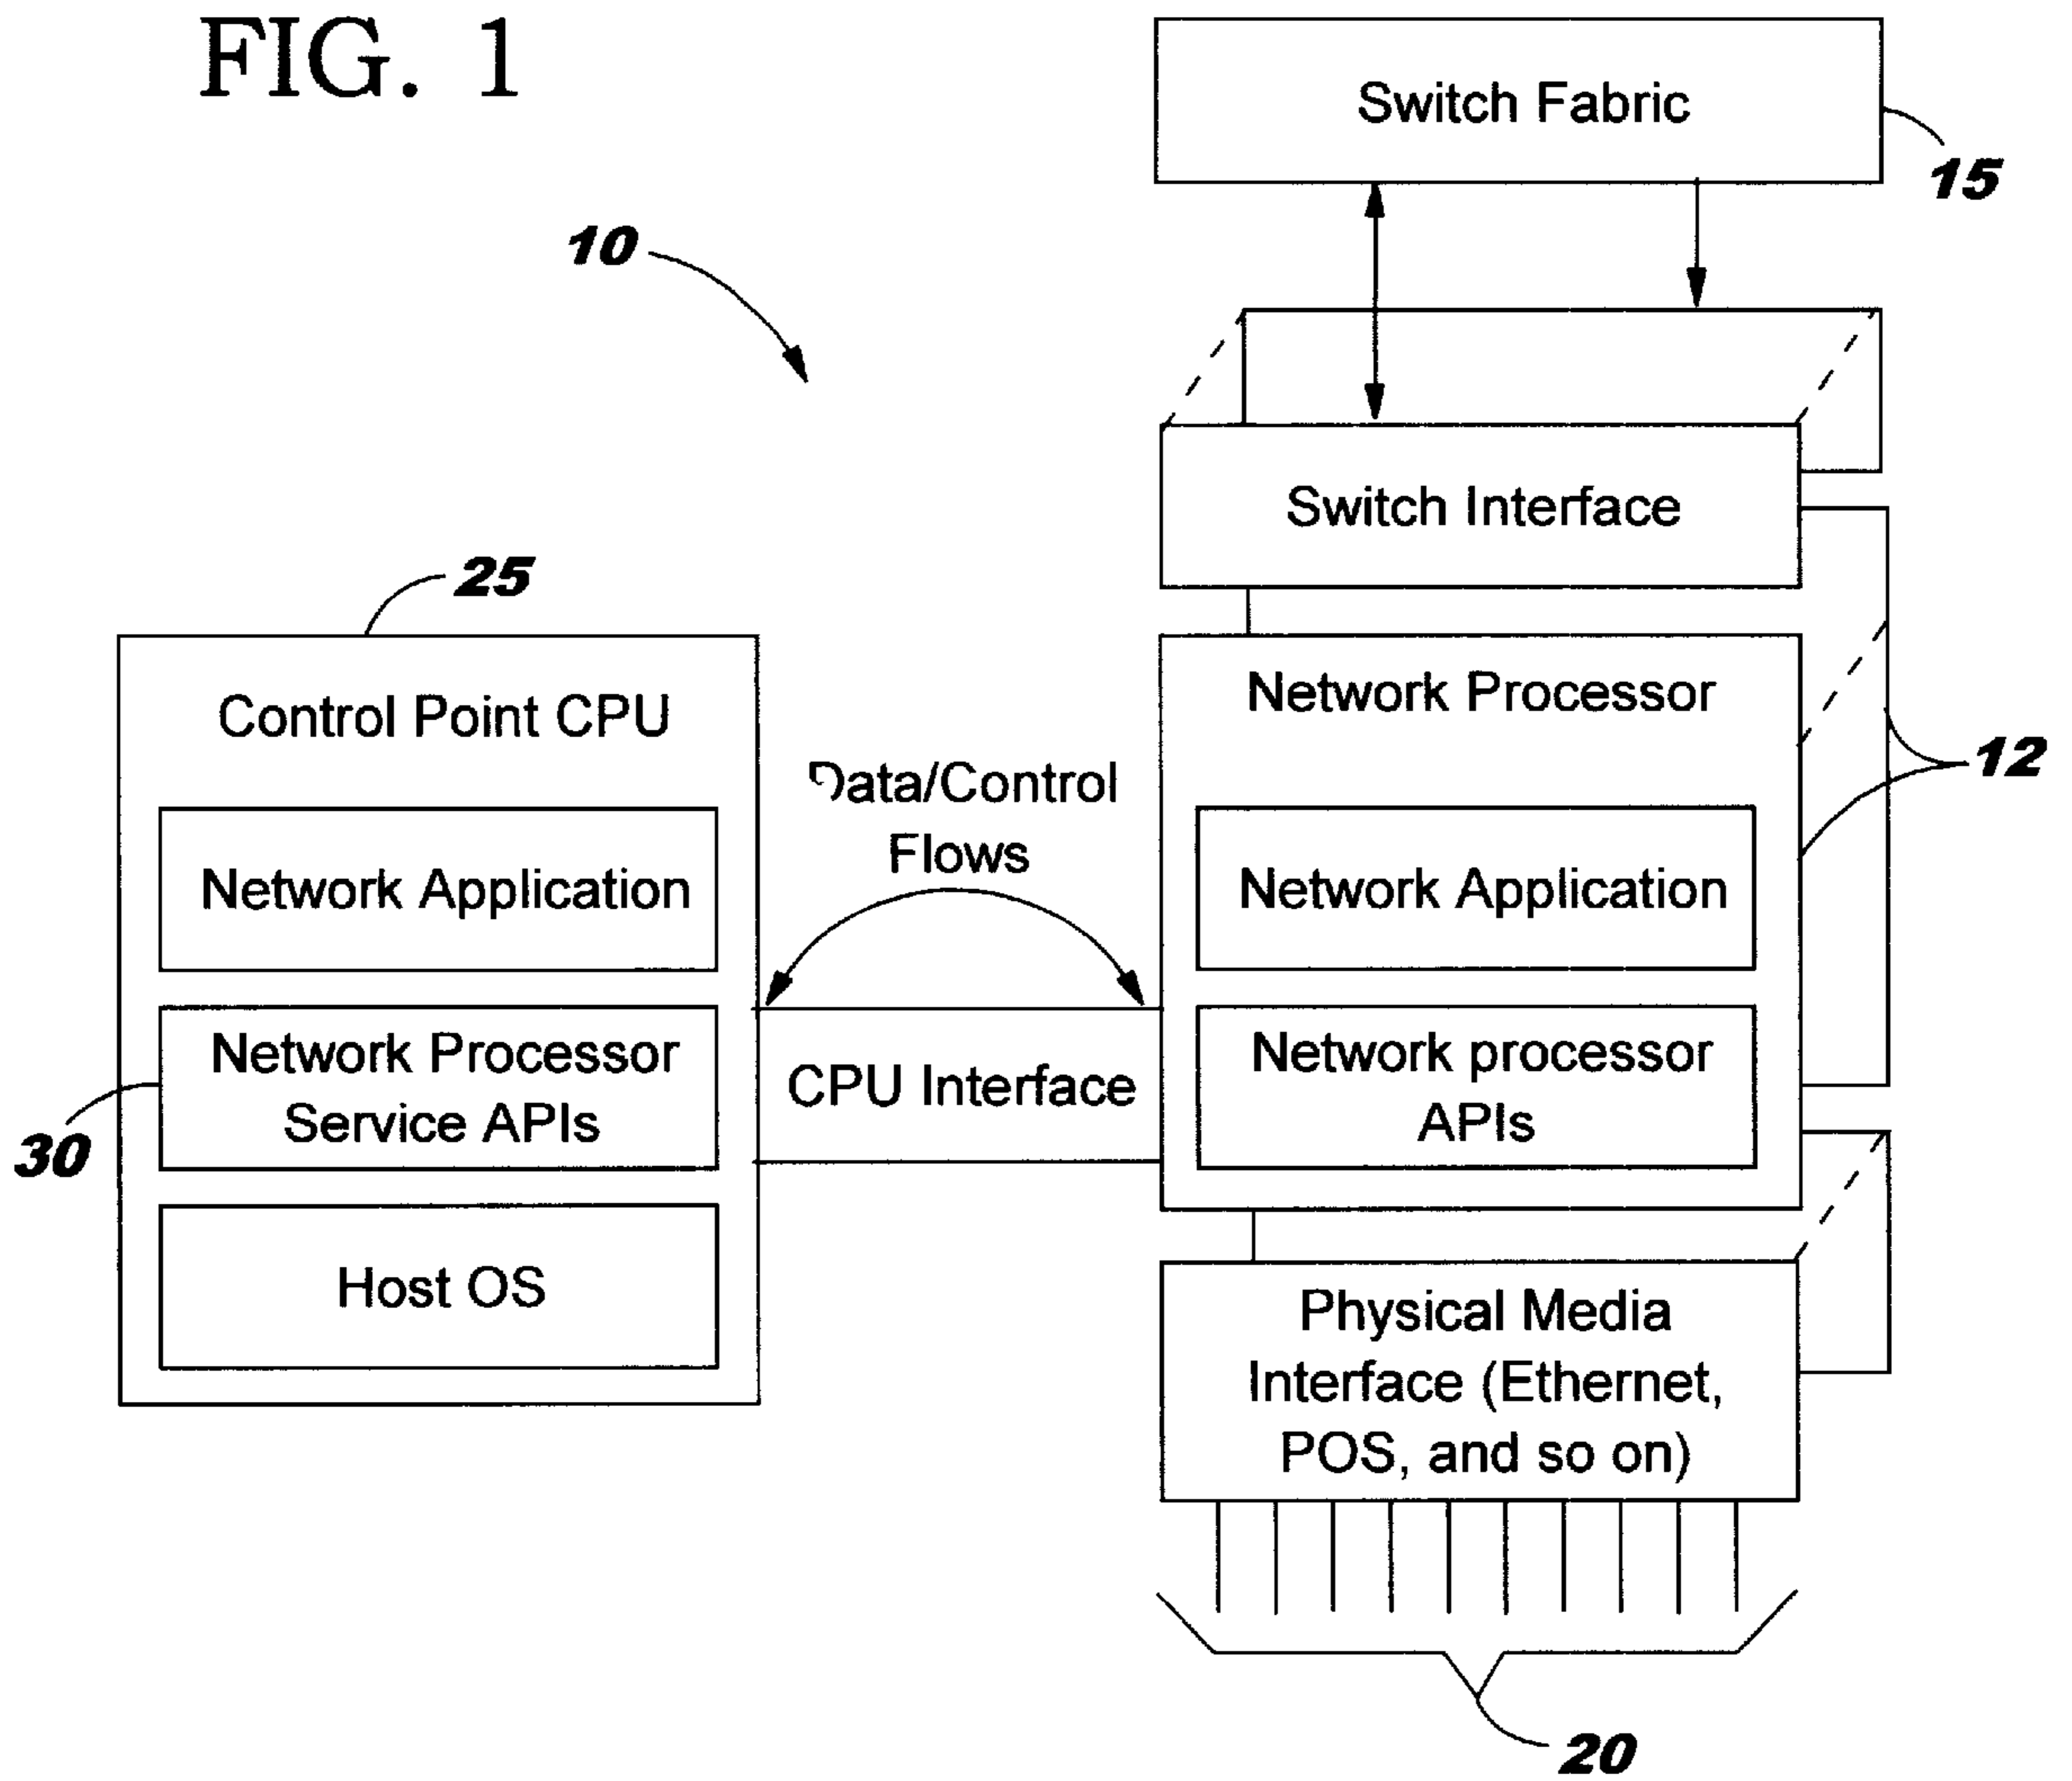 FIG. 1
Switch Fabric
15
10
Switch Interface
25
Control Point CPU
Network Processor
12
Data/Control
Flows
Network Application
Network Application
Network Processor
Service APIs
30
CPU Interface
Network processor
APIs
Host OS
Physical Media
Interface (Ethernet,
POS, and so on)
20